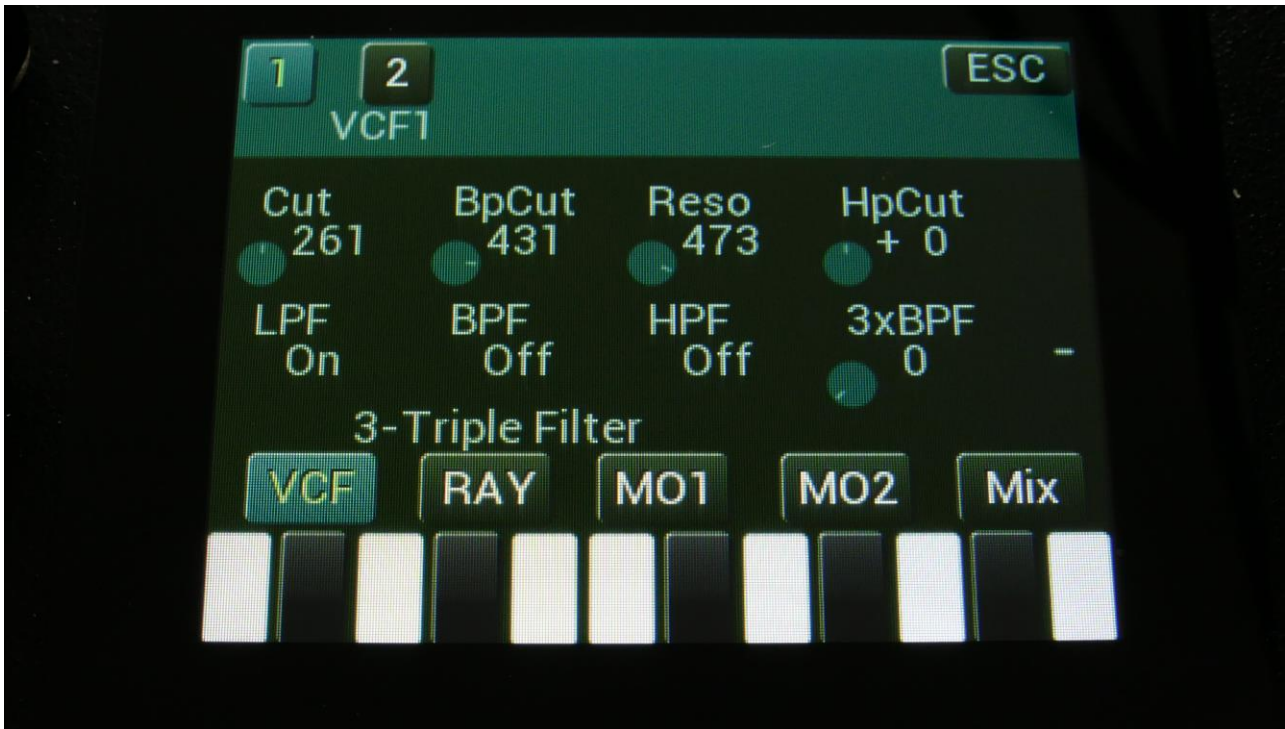 1 2 ESC
VCF1
Cut BpCut Reso HpCut
261 431 473 + 0
LPF BPF HPF 3xBPF
On Off Off 0 -
3-Triple Filter
VCF RAY MO1 MO2 Mix